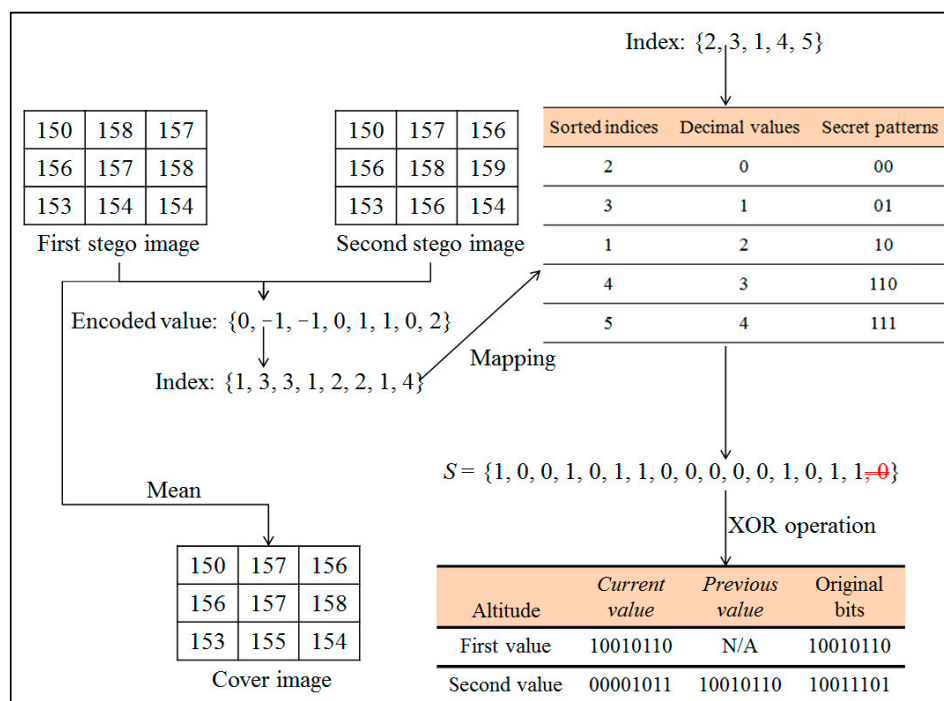 Index: {2, 3, 1, 4, 5}
Sorted indices Decimal values Secret patterns
2 0 00
3 1 01
1 2 10
4 3 110
5 4 111
150 158 157
156 157 158
153 154 154
First stego image
150 157 156
156 158 159
153 156 154
Second stego image
Encoded value: {0, −1, −1, 0, 1, 1, 0, 2}
Index: {1, 3, 3, 1, 2, 2, 1, 4}
Mapping
S = {1, 0, 0, 1, 0, 1, 1, 0, 0, 0, 0, 0, 1, 0, 1, 1, 0}
XOR operation
Mean
150 157 156
156 157 158
153 155 154
Cover image
Altitude Current value Previous value Original bits
First value 10010110 N/A 10010110
Second value 00001011 10010110 10011101